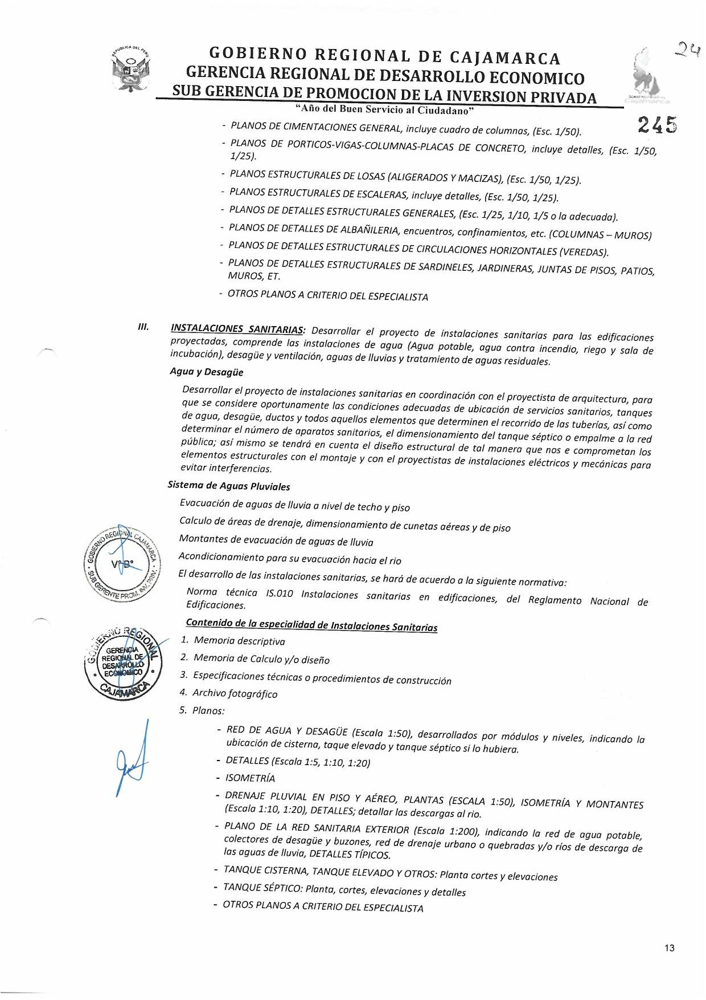 REPUBLICA DEL PERU
24
GOBIERNO REGIONAL DE CAJAMARCA
GERENCIA REGIONAL DE DESARROLLO ECONOMICO
SUB GERENCIA DE PROMOCION DE LA INVERSION PRIVADA
Cajamarca
“Año del Buen Servicio al Ciudadano”
245
- PLANOS DE CIMENTACIONES GENERAL, incluye cuadro de columnas, (Esc. 1/50).
- PLANOS DE PORTICOS-VIGAS-COLUMNAS-PLACAS DE CONCRETO, incluye detalles, (Esc. 1/50,
1/25).
- PLANOS ESTRUCTURALES DE LOSAS (ALIGERADOS Y MACIZAS), (Esc. 1/50, 1/25).
- PLANOS ESTRUCTURALES DE ESCALERAS, incluye detalles, (Esc. 1/50, 1/25).
- PLANOS DE DETALLES ESTRUCTURALES GENERALES, (Esc. 1/25, 1/10, 1/5 o la adecuada).
- PLANOS DE DETALLES DE ALBAÑILERIA, encuentros, confinamientos, etc. (COLUMNAS – MUROS)
- PLANOS DE DETALLES ESTRUCTURALES DE CIRCULACIONES HORIZONTALES (VEREDAS).
- PLANOS DE DETALLES ESTRUCTURALES DE SARDINELES, JARDINERAS, JUNTAS DE PISOS, PATIOS,
MUROS, ET.
- OTROS PLANOS A CRITERIO DEL ESPECIALISTA
III. INSTALACIONES SANITARIAS: Desarrollar el proyecto de instalaciones sanitarias para las edificaciones
proyectadas, comprende las instalaciones de agua (Agua potable, agua contra incendio, riego y sala de
incubación), desagüe y ventilación, aguas de lluvias y tratamiento de aguas residuales.
Agua y Desagüe
Desarrollar el proyecto de instalaciones sanitarias en coordinación con el proyectista de arquitectura, para
que se considere oportunamente las condiciones adecuadas de ubicación de servicios sanitarios, tanques
de agua, desagüe, ductos y todos aquellos elementos que determinen el recorrido de las tuberías, así como
determinar el número de aparatos sanitarios, el dimensionamiento del tanque séptico o empalme a la red
pública; así mismo se tendrá en cuenta el diseño estructural de tal manera que nos e comprometan los
elementos estructurales con el montaje y con el proyectistas de instalaciones eléctricos y mecánicas para
evitar interferencias.
Sistema de Aguas Pluviales
Evacuación de aguas de lluvia a nivel de techo y piso
Calculo de áreas de drenaje, dimensionamiento de cunetas aéreas y de piso
Montantes de evacuación de aguas de lluvia
Acondicionamiento para su evacuación hacia el rio
El desarrollo de las instalaciones sanitarias, se hará de acuerdo a la siguiente normativa:
Norma técnica IS.010 Instalaciones sanitarias en edificaciones, del Reglamento Nacional de
Edificaciones.
GOBIERNO REGIONAL CAJAMARCA
V°B°
SUB GERENTE PROM. INV. PRIV.
Contenido de la especialidad de Instalaciones Sanitarias
1. Memoria descriptiva
2. Memoria de Calculo y/o diseño
3. Especificaciones técnicas o procedimientos de construcción
4. Archivo fotográfico
5. Planos:
GOBIERNO REGIONAL
GERENCIA
REGIONAL DE
DESARROLLO
ECONOMICO
CAJAMARCA
- RED DE AGUA Y DESAGÜE (Escala 1:50), desarrollados por módulos y niveles, indicando la
ubicación de cisterna, taque elevado y tanque séptico si lo hubiera.
- DETALLES (Escala 1:5, 1:10, 1:20)
- ISOMETRÍA
- DRENAJE PLUVIAL EN PISO Y AÉREO, PLANTAS (ESCALA 1:50), ISOMETRÍA Y MONTANTES
(Escala 1:10, 1:20), DETALLES; detallar las descargas al rio.
- PLANO DE LA RED SANITARIA EXTERIOR (Escala 1:200), indicando la red de agua potable,
colectores de desagüe y buzones, red de drenaje urbano o quebradas y/o ríos de descarga de
las aguas de lluvia, DETALLES TÍPICOS.
- TANQUE CISTERNA, TANQUE ELEVADO Y OTROS: Planta cortes y elevaciones
- TANQUE SÉPTICO: Planta, cortes, elevaciones y detalles
- OTROS PLANOS A CRITERIO DEL ESPECIALISTA
13